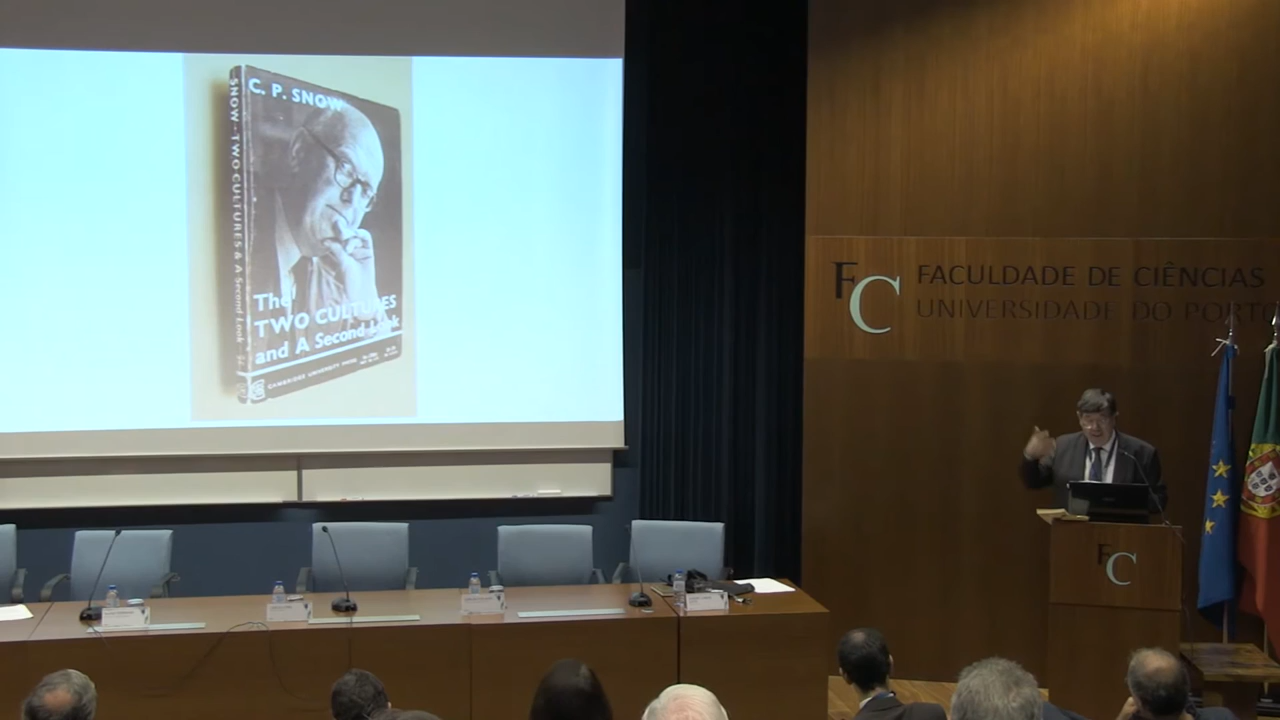 C. P. SNOW
SNOW - TWO CULTURES & A Second Look
The
TWO CULTURES
and A Second Look
CAMBRIDGE UNIVERSITY PRESS
FC
FACULDADE DE CIÊNCIAS
UNIVERSIDADE DO PORTO
FC